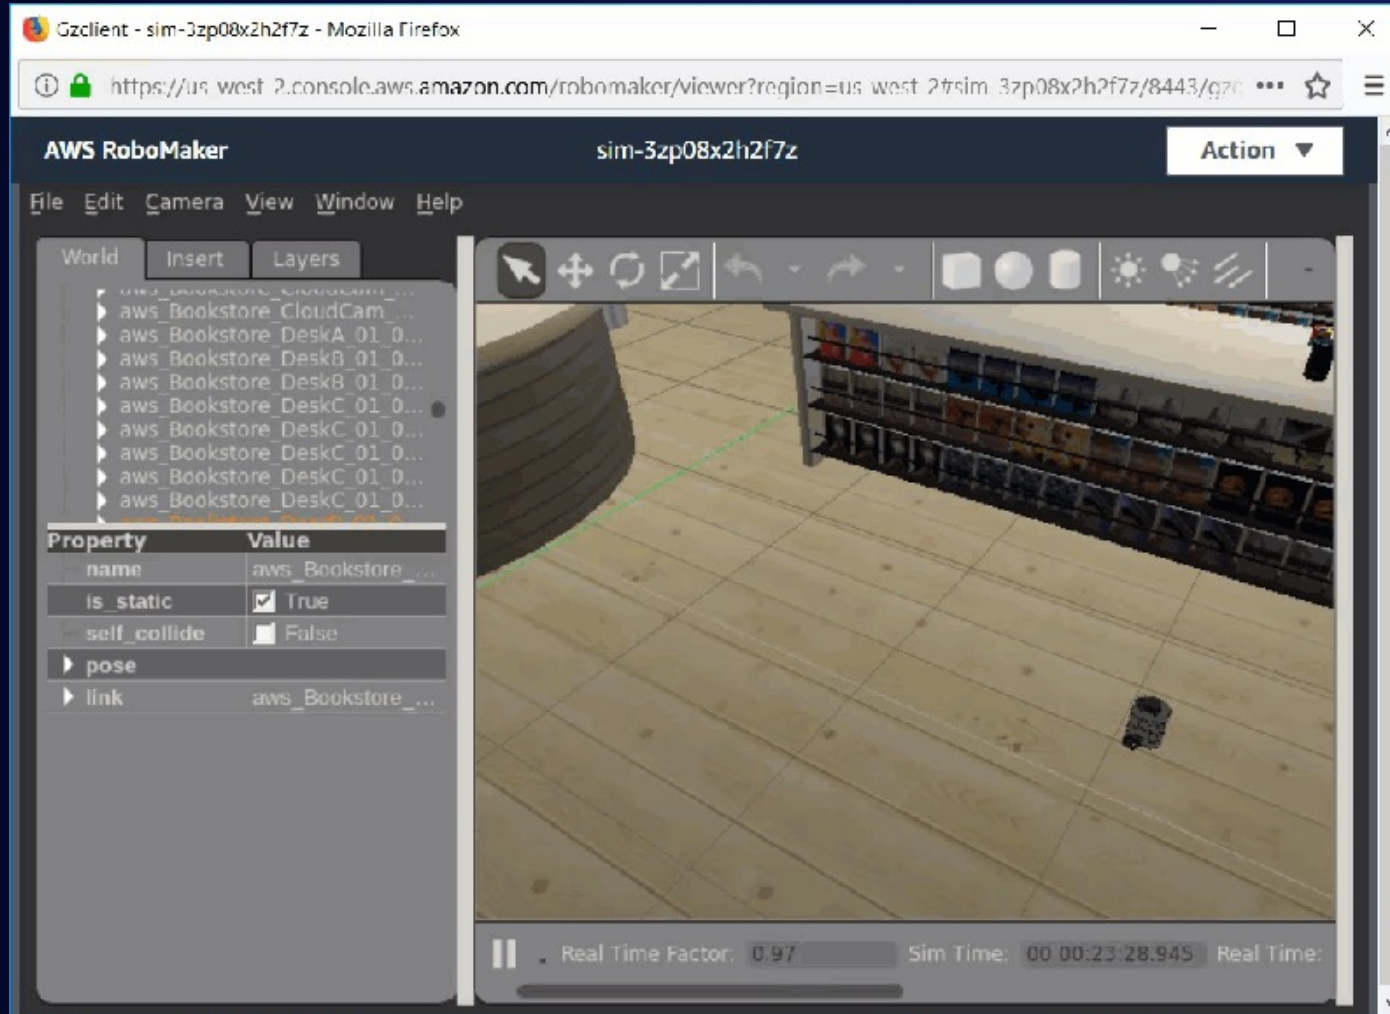 Gzclient - sim-3zp08x2h2f7z - Mozilla Firefox
https://us-west-2.console.aws.amazon.com/robomaker/viewer?region=us-west-2#sim-3zp08x2h2f7z/8443/gzc
AWS RoboMaker
sim-3zp08x2h2f7z
Action
File Edit Camera View Window Help
World Insert Layers
aws_Bookstore_CloudCam_...
aws_Bookstore_CloudCam_...
aws_Bookstore_DeskA_01_0...
aws_Bookstore_DeskB_01_0...
aws_Bookstore_DeskB_01_0...
aws_Bookstore_DeskC_01_0...
aws_Bookstore_DeskC_01_0...
aws_Bookstore_DeskC_01_0...
aws_Bookstore_DeskC_01_0...
aws_Bookstore_DeskC_01_0...
Property Value
name aws_Bookstore_...
is_static True
self_collide False
pose
link aws_Bookstore_...
Real Time Factor: 0.97 Sim Time: 00 00:23:28.945 Real Time: